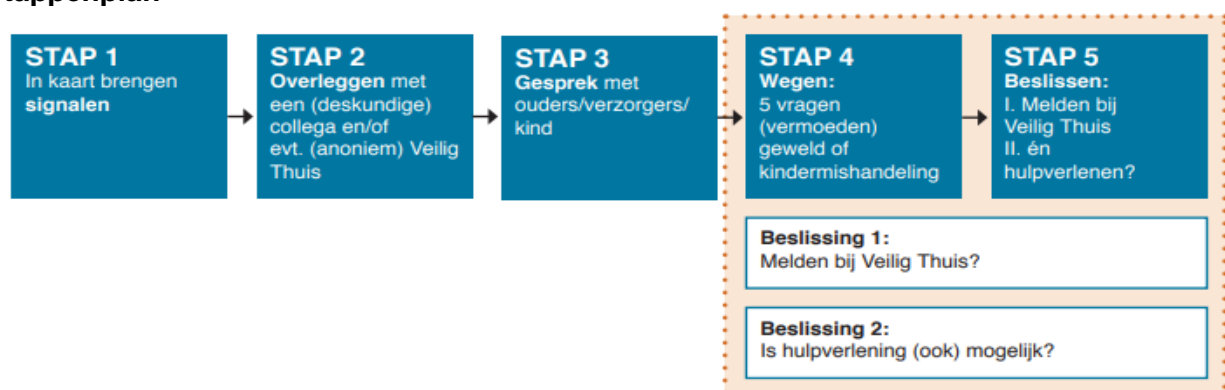 STAP 1
In kaart brengen
signalen
STAP 2
Overleggen met
een (deskundige)
collega en/of
evt. (anoniem) Veilig
Thuis
STAP 3
Gesprek met
ouders/verzorgers/
kind
STAP 4
Wegen:
5 vragen
(vermoeden)
geweld of
kindermishandeling
STAP 5
Beslissen:
I. Melden bij
Veilig Thuis
II. én
hulpverlenen?
Beslissing 1:
Melden bij Veilig Thuis?
Beslissing 2:
Is hulpverlening (ook) mogelijk?